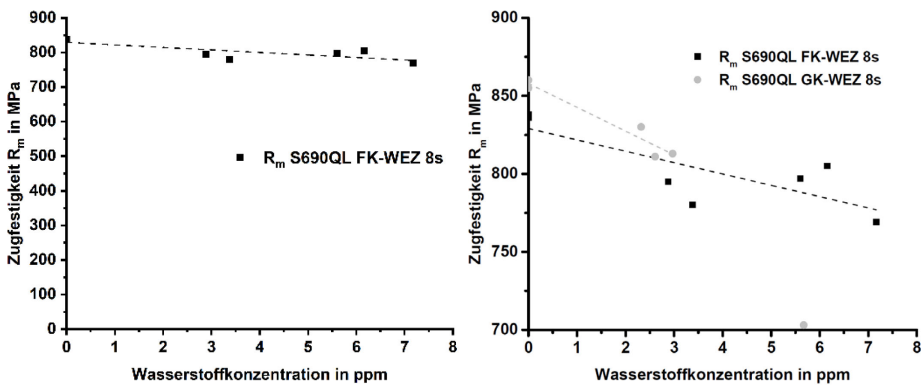 Zugfestigkeit Rm in MPa
900
800
700
600
500
400
300
200
100
0
Rm S690QL FK-WEZ 8s
0 1 2 3 4 5 6 7 8
Wasserstoffkonzentration in ppm
Zugfestigkeit Rm in MPa
900
850
800
750
700
Rm S690QL FK-WEZ 8s
Rm S690QL GK-WEZ 8s
0 1 2 3 4 5 6 7 8
Wasserstoffkonzentration in ppm